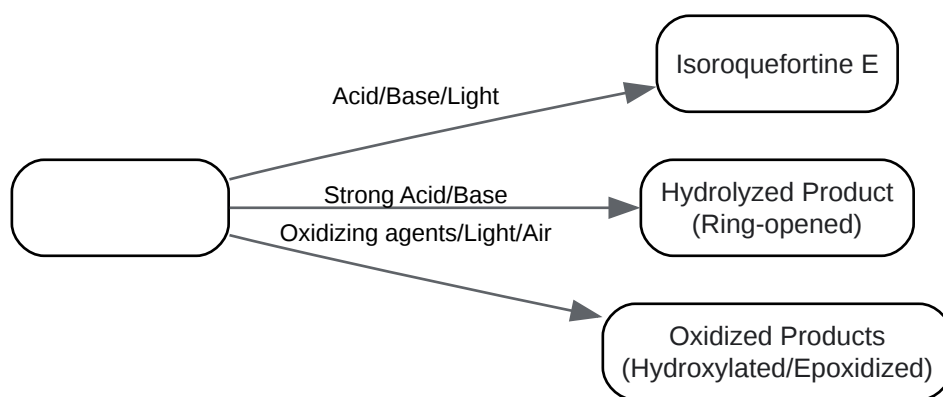 Isoroquefortine E
Acid/Base/Light
Strong Acid/Base
Hydrolyzed Product
(Ring-opened)
Oxidizing agents/Light/Air
Oxidized Products
(Hydroxylated/Epoxidized)